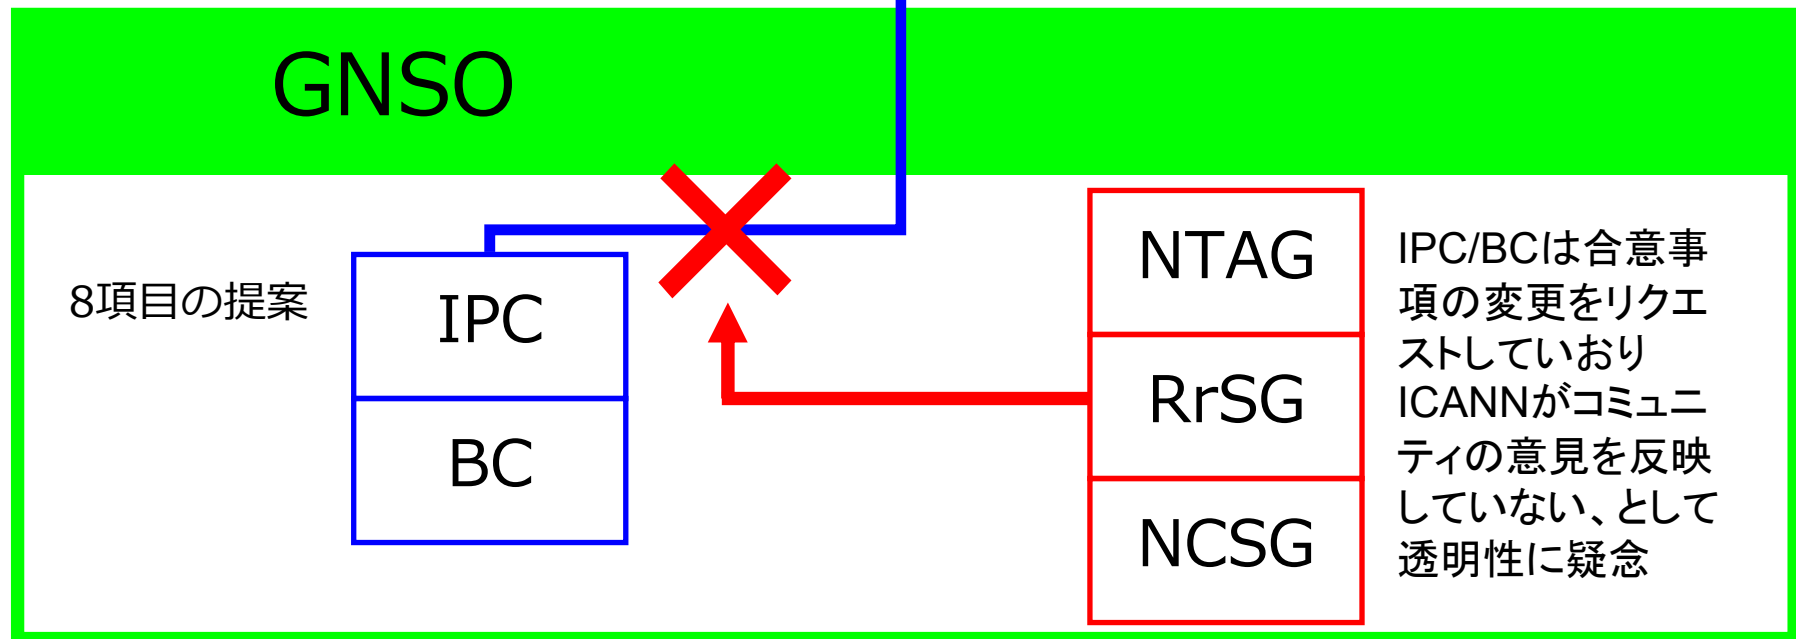 GNSO
8項目の提案
IPC
BC
NTAG
RrSG
NCSG
IPC/BCは合意事
項の変更をリクエ
ストしていおり
ICANNがコミュニ
ティの意見を反映
していない、として
透明性に疑念